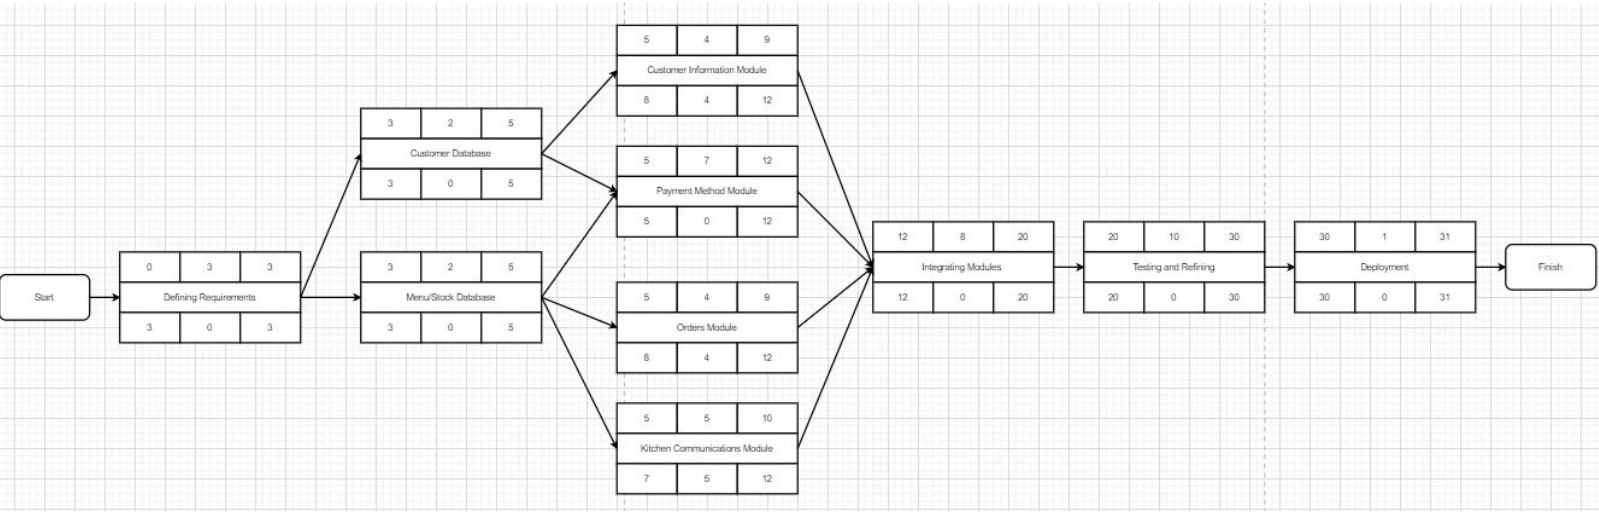 Start
0 3 3
Defining Requirements
3 0 3
3 2 5
Customer Database
3 0 5
3 2 5
Menu/Stock Database
3 0 5
5 4 9
Customer Information Module
8 4 12
5 7 12
Payment Method Module
5 0 12
5 4 9
Orders Module
8 4 12
5 5 10
Kitchen Communications Module
7 5 12
12 8 20
Integrating Modules
12 0 20
20 10 30
Testing and Refining
20 0 30
30 1 31
Deployment
30 0 31
Finish